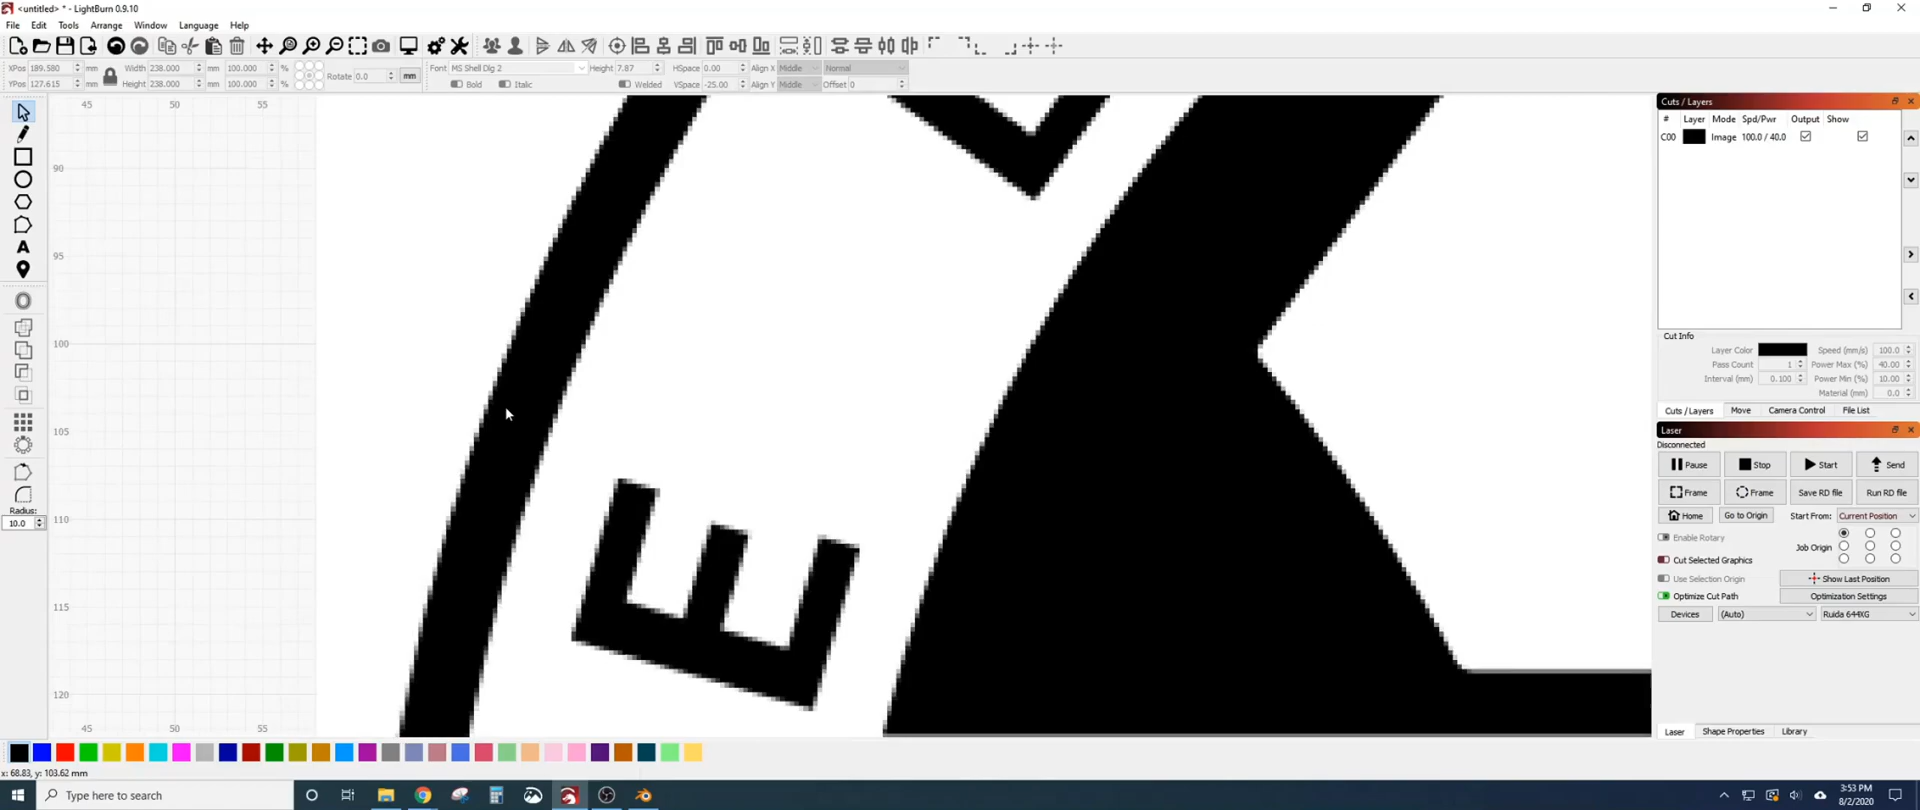 <untitled> * - LightBurn 0.9.10
File Edit Tools Arrange Window Language Help
XPos 189.580 mm Width 238.000 mm 100.000 % Rotate 0.0 mm Font MS Shell Dlg 2 Height 7.87 HSpace 0.00 Align X Middle Normal
YPos 127.615 mm Height 238.000 mm 100.000 % Bold Italic Welded VSpace -25.00 Align Y Middle Offset 0
45 50 55
90
95
100
105
110
115
120
45 50 55
E
A
Radius:
10.0
Cuts / Layers
# Layer Mode Spd/Pwr Output Show
C00 Image 100.0 / 40.0
Cut Info
Layer Color Speed (mm/s) 100.0
Pass Count 1 Power Max (%) 40.00
Interval (mm) 0.100 Power Min (%) 10.00
Material (mm) 0.0
Cuts / Layers Move Camera Control File List
Laser
Disconnected
Pause Stop Start Send
Frame Frame Save RD file Run RD file
Home Go to Origin Start From: Current Position
Enable Rotary Job Origin
Cut Selected Graphics
Use Selection Origin Show Last Position
Optimize Cut Path Optimization Settings
Devices (Auto) Ruida 644XG
Laser Shape Properties Library
x: 68.83, y: 103.62 mm
Type here to search
3:53 PM
8/2/2020